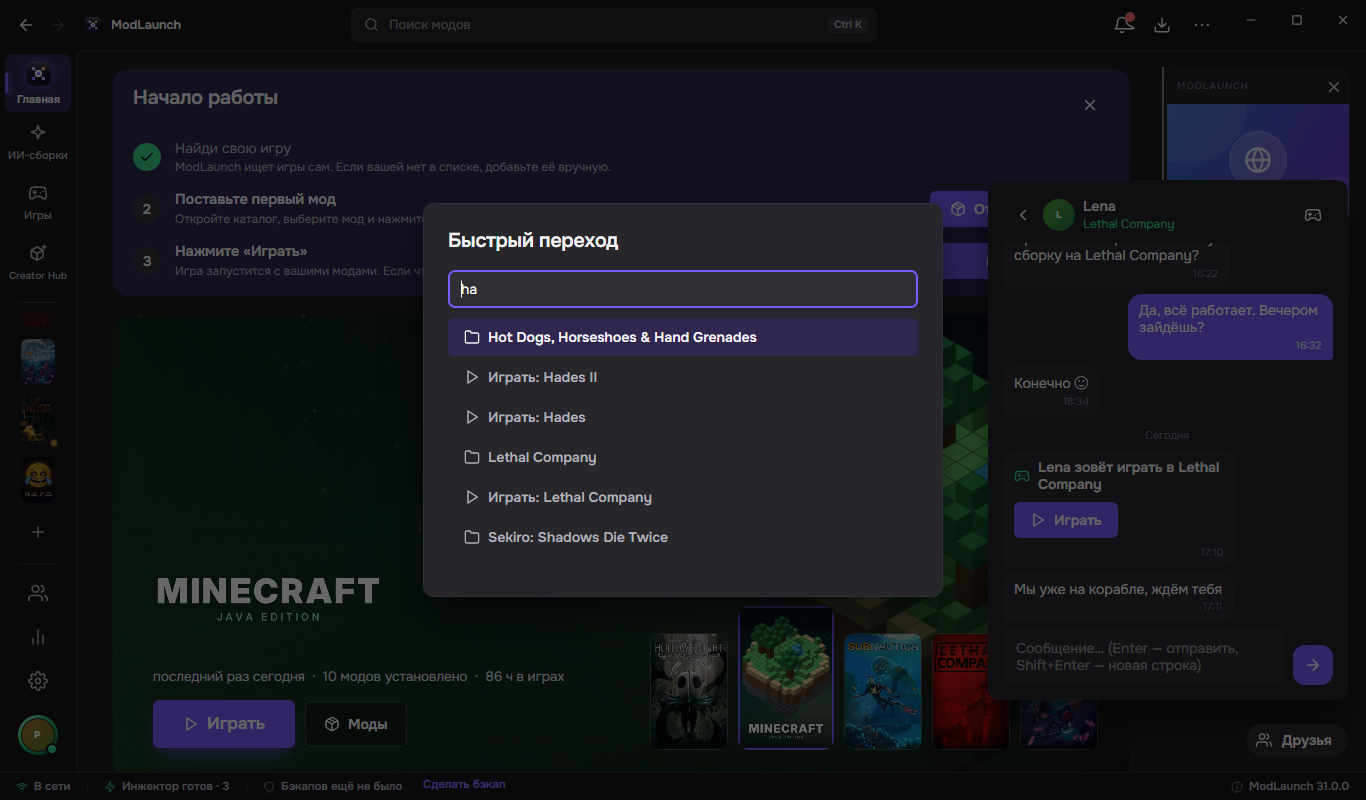 ModLaunch
Поиск модов
Ctrl K
Главная
ИИ-сборки
Игры
Creator Hub
Начало работы
Найди свою игру
ModLaunch ищет игры сам. Если вашей нет в списке, добавьте её вручную.
2
Поставьте первый мод
Откройте каталог, выберите мод и нажмите
3
Нажмите «Играть»
Игра запустится с вашими модами. Если
MODLAUNCH
Быстрый переход
ha
Hot Dogs, Horseshoes & Hand Grenades
Играть: Hades II
Играть: Hades
Lethal Company
Играть: Lethal Company
Sekiro: Shadows Die Twice
L
Lena
Lethal Company
сборку на Lethal Company?
16:22
Да, всё работает. Вечером
зайдёшь?
16:32
Конечно
16:34
Сегодня
Lena зовёт играть в Lethal
Company
Играть
17:10
Мы уже на корабле, ждём тебя
17:11
Сообщение... (Enter — отправить,
Shift+Enter — новая строка)
MINECRAFT
JAVA EDITION
последний раз сегодня · 10 модов установлено · 86 ч в играх
Играть
Моды
HOLLOW KNIGHT
MINECRAFT
SUBNAUTICA
LETHAL
COMPANY
R.E.P.O.
P
Друзья
В сети
Инжектор готов · 3
Бэкапов ещё не было
Сделать бэкап
ModLaunch 31.0.0